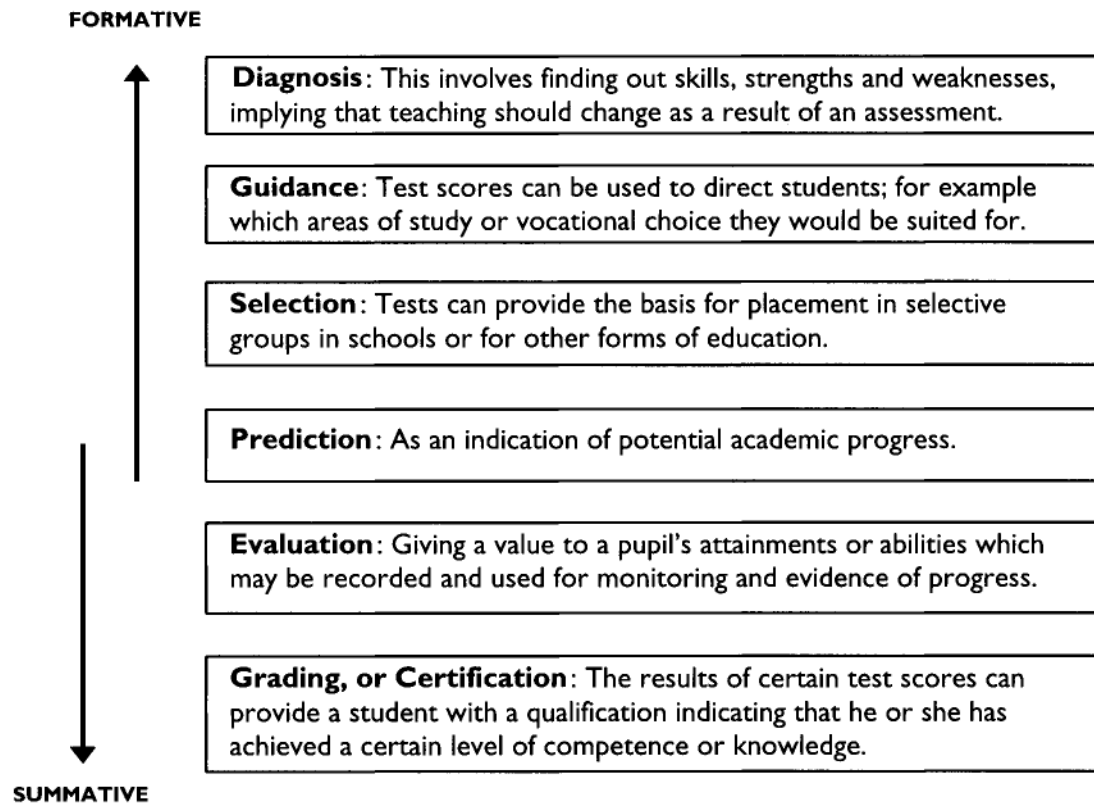 FORMATIVE
Diagnosis: This involves finding out skills, strengths and weaknesses,
implying that teaching should change as a result of an assessment.
Guidance: Test scores can be used to direct students; for example
which areas of study or vocational choice they would be suited for.
Selection: Tests can provide the basis for placement in selective
groups in schools or for other forms of education.
Prediction: As an indication of potential academic progress.
Evaluation: Giving a value to a pupil's attainments or abilities which
may be recorded and used for monitoring and evidence of progress.
Grading, or Certification: The results of certain test scores can
provide a student with a qualification indicating that he or she has
achieved a certain level of competence or knowledge.
SUMMATIVE